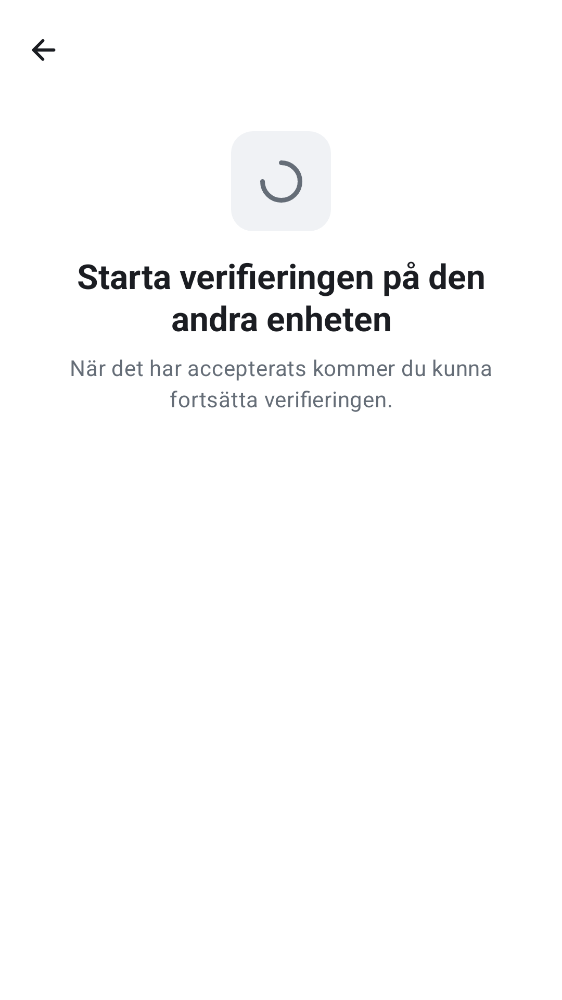 Starta verifieringen på den
andra enheten
När det har accepterats kommer du kunna
fortsätta verifieringen.